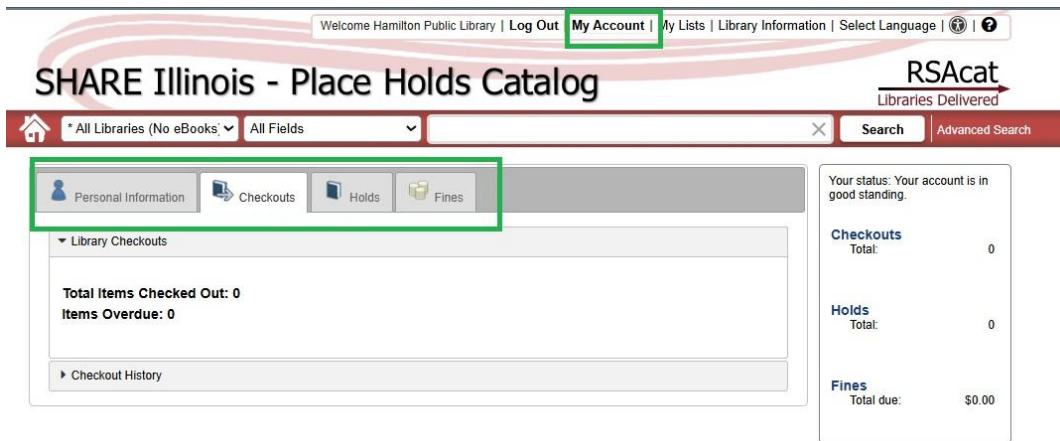 Welcome Hamilton Public Library | Log Out | My Account | My Lists | Library Information | Select Language | | ?
SHARE Illinois - Place Holds Catalog
RSAcat
Libraries Delivered
* All Libraries (No eBooks) All Fields Search Advanced Search
Personal Information Checkouts Holds Fines
Library Checkouts
Total Items Checked Out: 0
Items Overdue: 0
Checkout History
Your status: Your account is in
good standing.
Checkouts
Total: 0
Holds
Total: 0
Fines
Total due: $0.00